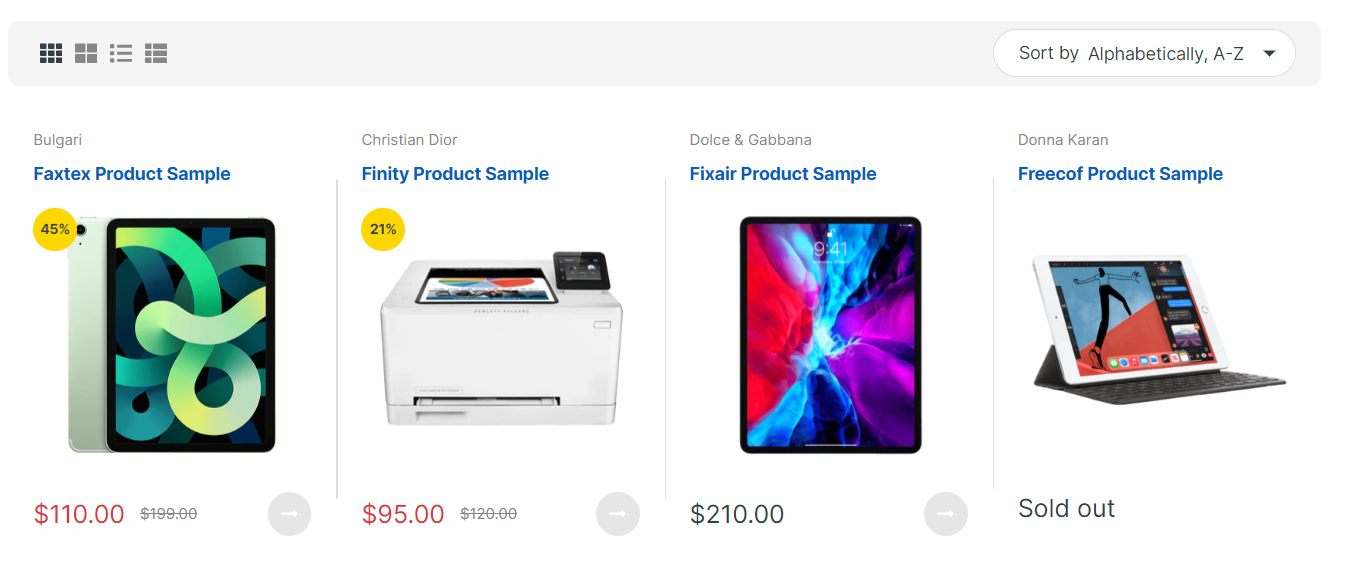 Sort by Alphabetically, A-Z
Bulgari
Faxtex Product Sample
45%
$110.00 $199.00
Christian Dior
Finity Product Sample
21%
HEWLETT-PACKARD
$95.00 $120.00
Dolce & Gabbana
Fixair Product Sample
9:41
$210.00
Donna Karan
Freecof Product Sample
Sold out